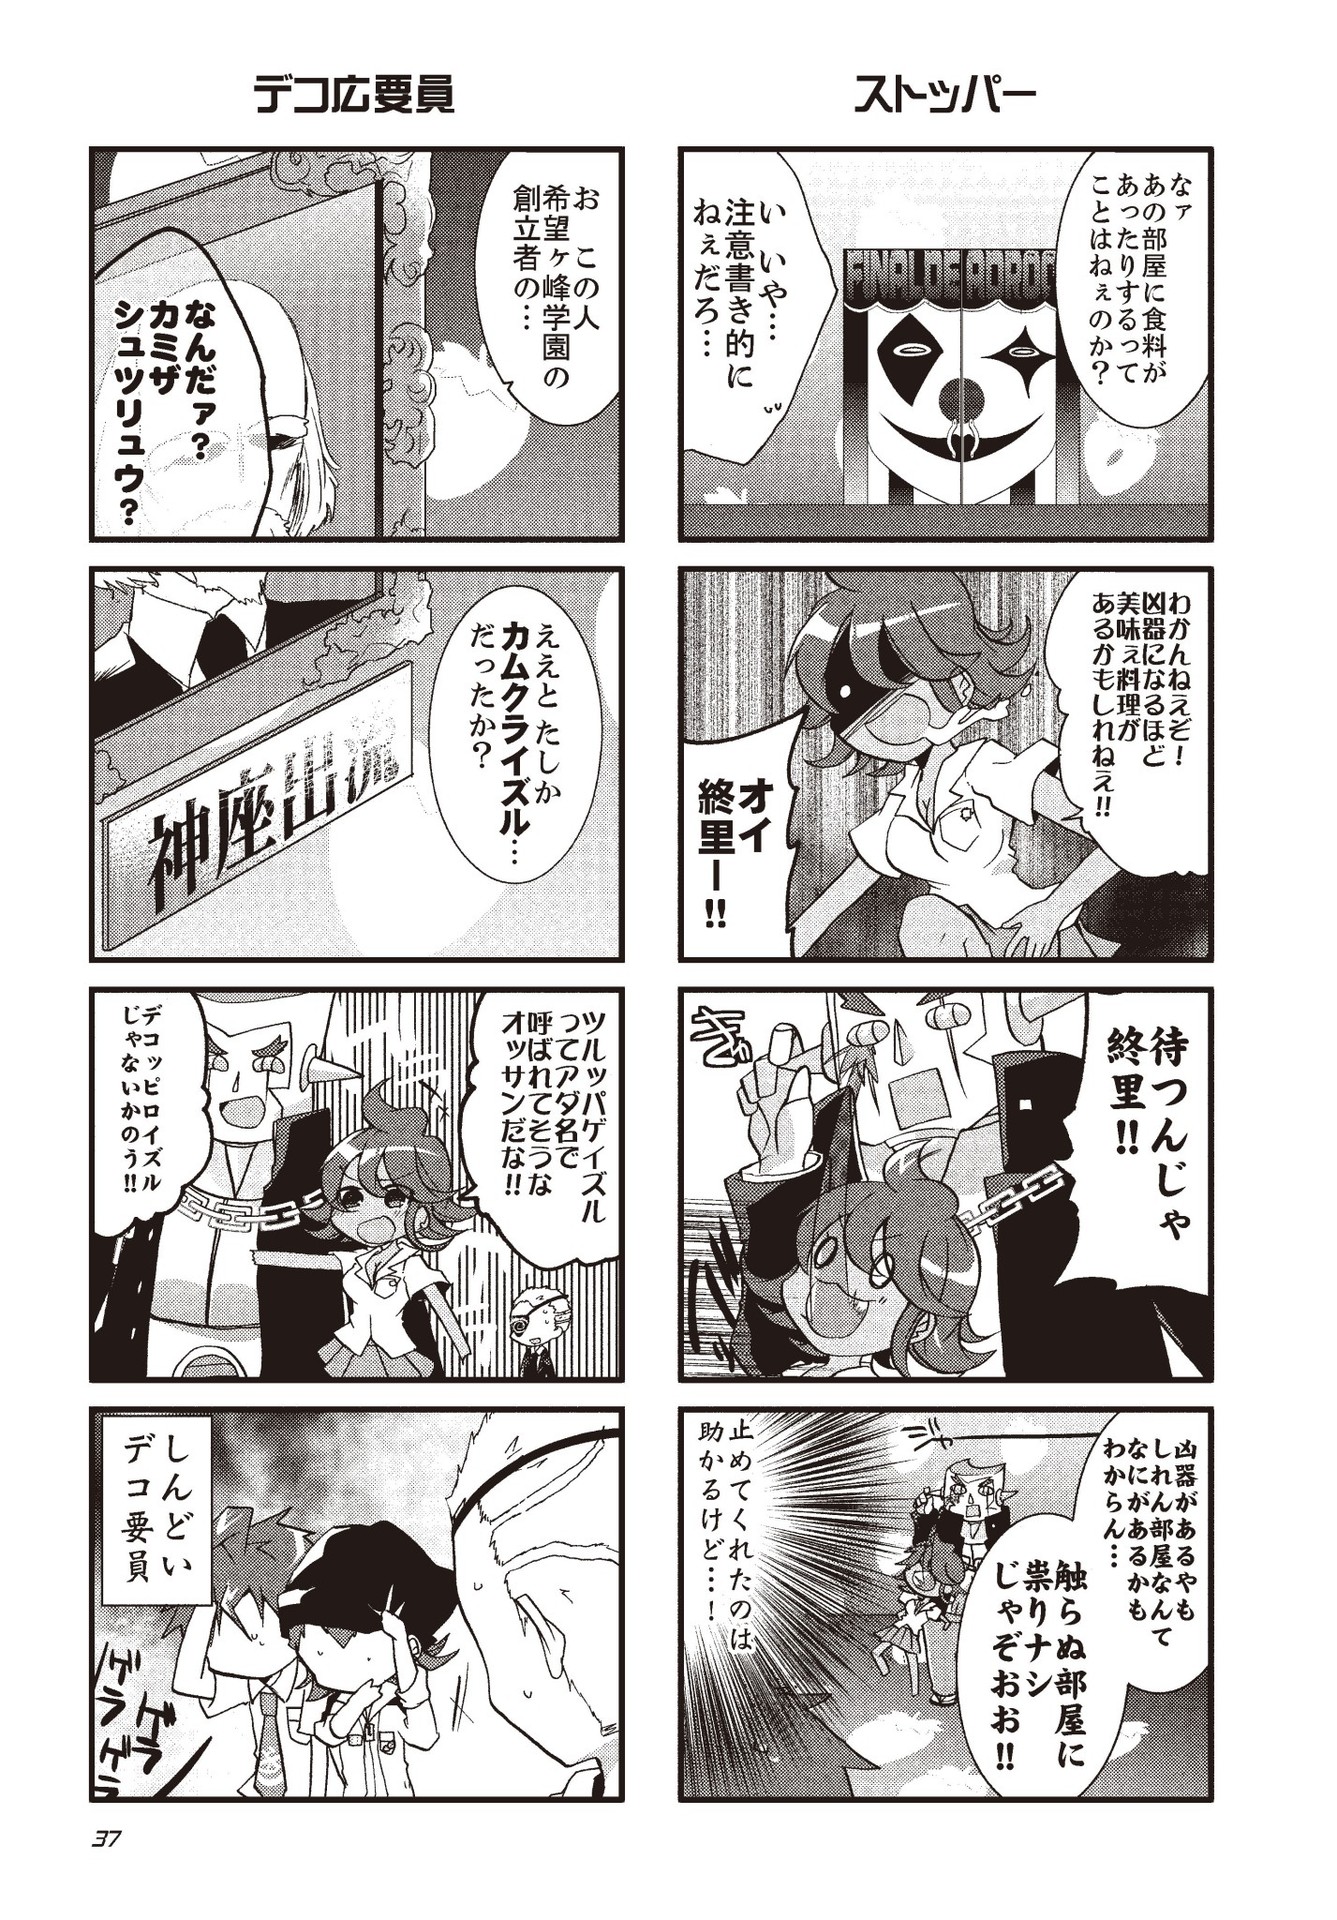 ストッパー
なァ
あの部屋に食料が
あったりするって
ことはねぇのか？
い いや…
注意書き的に
ねぇだろ…
わかんねえぞ！
凶器になるほど
美味ぇ料理が
あるかもしれねえ!!
オイ
終里ー!!
待つんじゃ
終里!!
凶器があるやも
しれん部屋なんて
なにがあるかも
わからん…
触らぬ部屋に
祟りナシ
じゃぞおお!!
止めてくれたのは
助かるけど…！
デコ広要員
お この人
希望ヶ峰学園の
創立者の…
なんだァ？
カミザ
シュツリュウ？
ええと たしか
カムクライズル…
だったか？
神座出流
ツルッパゲイズル
ってアダ名で
呼ばれてそうな
オッサンだな!!
デコッピロイズル
じゃないかのう!!
しんどい
デコ要員
ゲラ
ゲラ
ゲラ
ゲラ
37